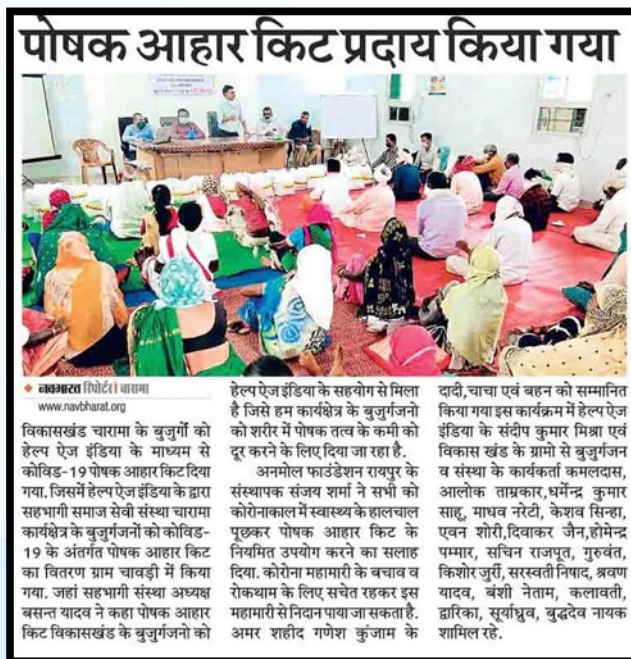 पोषक आहार किट प्रदाय किया गया
नवभारत रिपोर्टर। चारामा
www.navbharat.org
विकासखंड चारामा के बुजुर्गो को
हेल्प ऐज इंडिया के माध्यम से
कोविड-19 पोषक आहार किट दिया
गया. जिसमें हेल्प ऐज इंडिया के द्वारा
सहभागी समाज सेवी संस्था चारामा
कार्यक्षेत्र के बुजुर्गजनों को कोविड-
19 के अंतर्गत पोषक आहार किट
का वितरण ग्राम चावड़ी में किया
गया. जहां सहभागी संस्था अध्यक्ष
बसन्त यादव ने कहा पोषक आहार
किट विकासखंड के बुजुर्गजनो को
हेल्प ऐज इंडिया के सहयोग से मिला
है जिसे हम कार्यक्षेत्र के बुजुर्गजनो
को शरीर में पोषक तत्व के कमी को
दूर करने के लिए दिया जा रहा है.
अनमोल फाउंडेशन रायपुर के
संस्थापक संजय शर्मा ने सभी को
कोरोनाकाल में स्वास्थ्य के हालचाल
पूछकर पोषक आहार किट के
नियमित उपयोग करने का सलाह
दिया. कोरोना महामारी के बचाव व
रोकथाम के लिए सचेत रहकर इस
महामारी से निदान पाया जा सकता है.
अमर शहीद गणेश कुंजाम के
दादी,चाचा एवं बहन को सम्मानित
किया गया इस कार्यक्रम में हेल्प ऐज
इंडिया के संदीप कुमार मिश्रा एवं
विकास खंड के ग्रामो से बुजुर्गजन
व संस्था के कार्यकर्ता कमलदास,
आलोक ताम्रकार,धर्मेन्द्र कुमार
साहू, माधव नरेटी, केशव सिन्हा,
एवन शोरी,दिवाकर जैन,होमेन्द्र
पम्मार, सचिन राजपूत, गुरुवंत,
किशोर जुर्री, सरस्वती निषाद, श्रवण
यादव, बंशी नेताम, कलावती,
द्वारिका, सूर्याध्रुव, बुद्धदेव नायक
शामिल रहे.